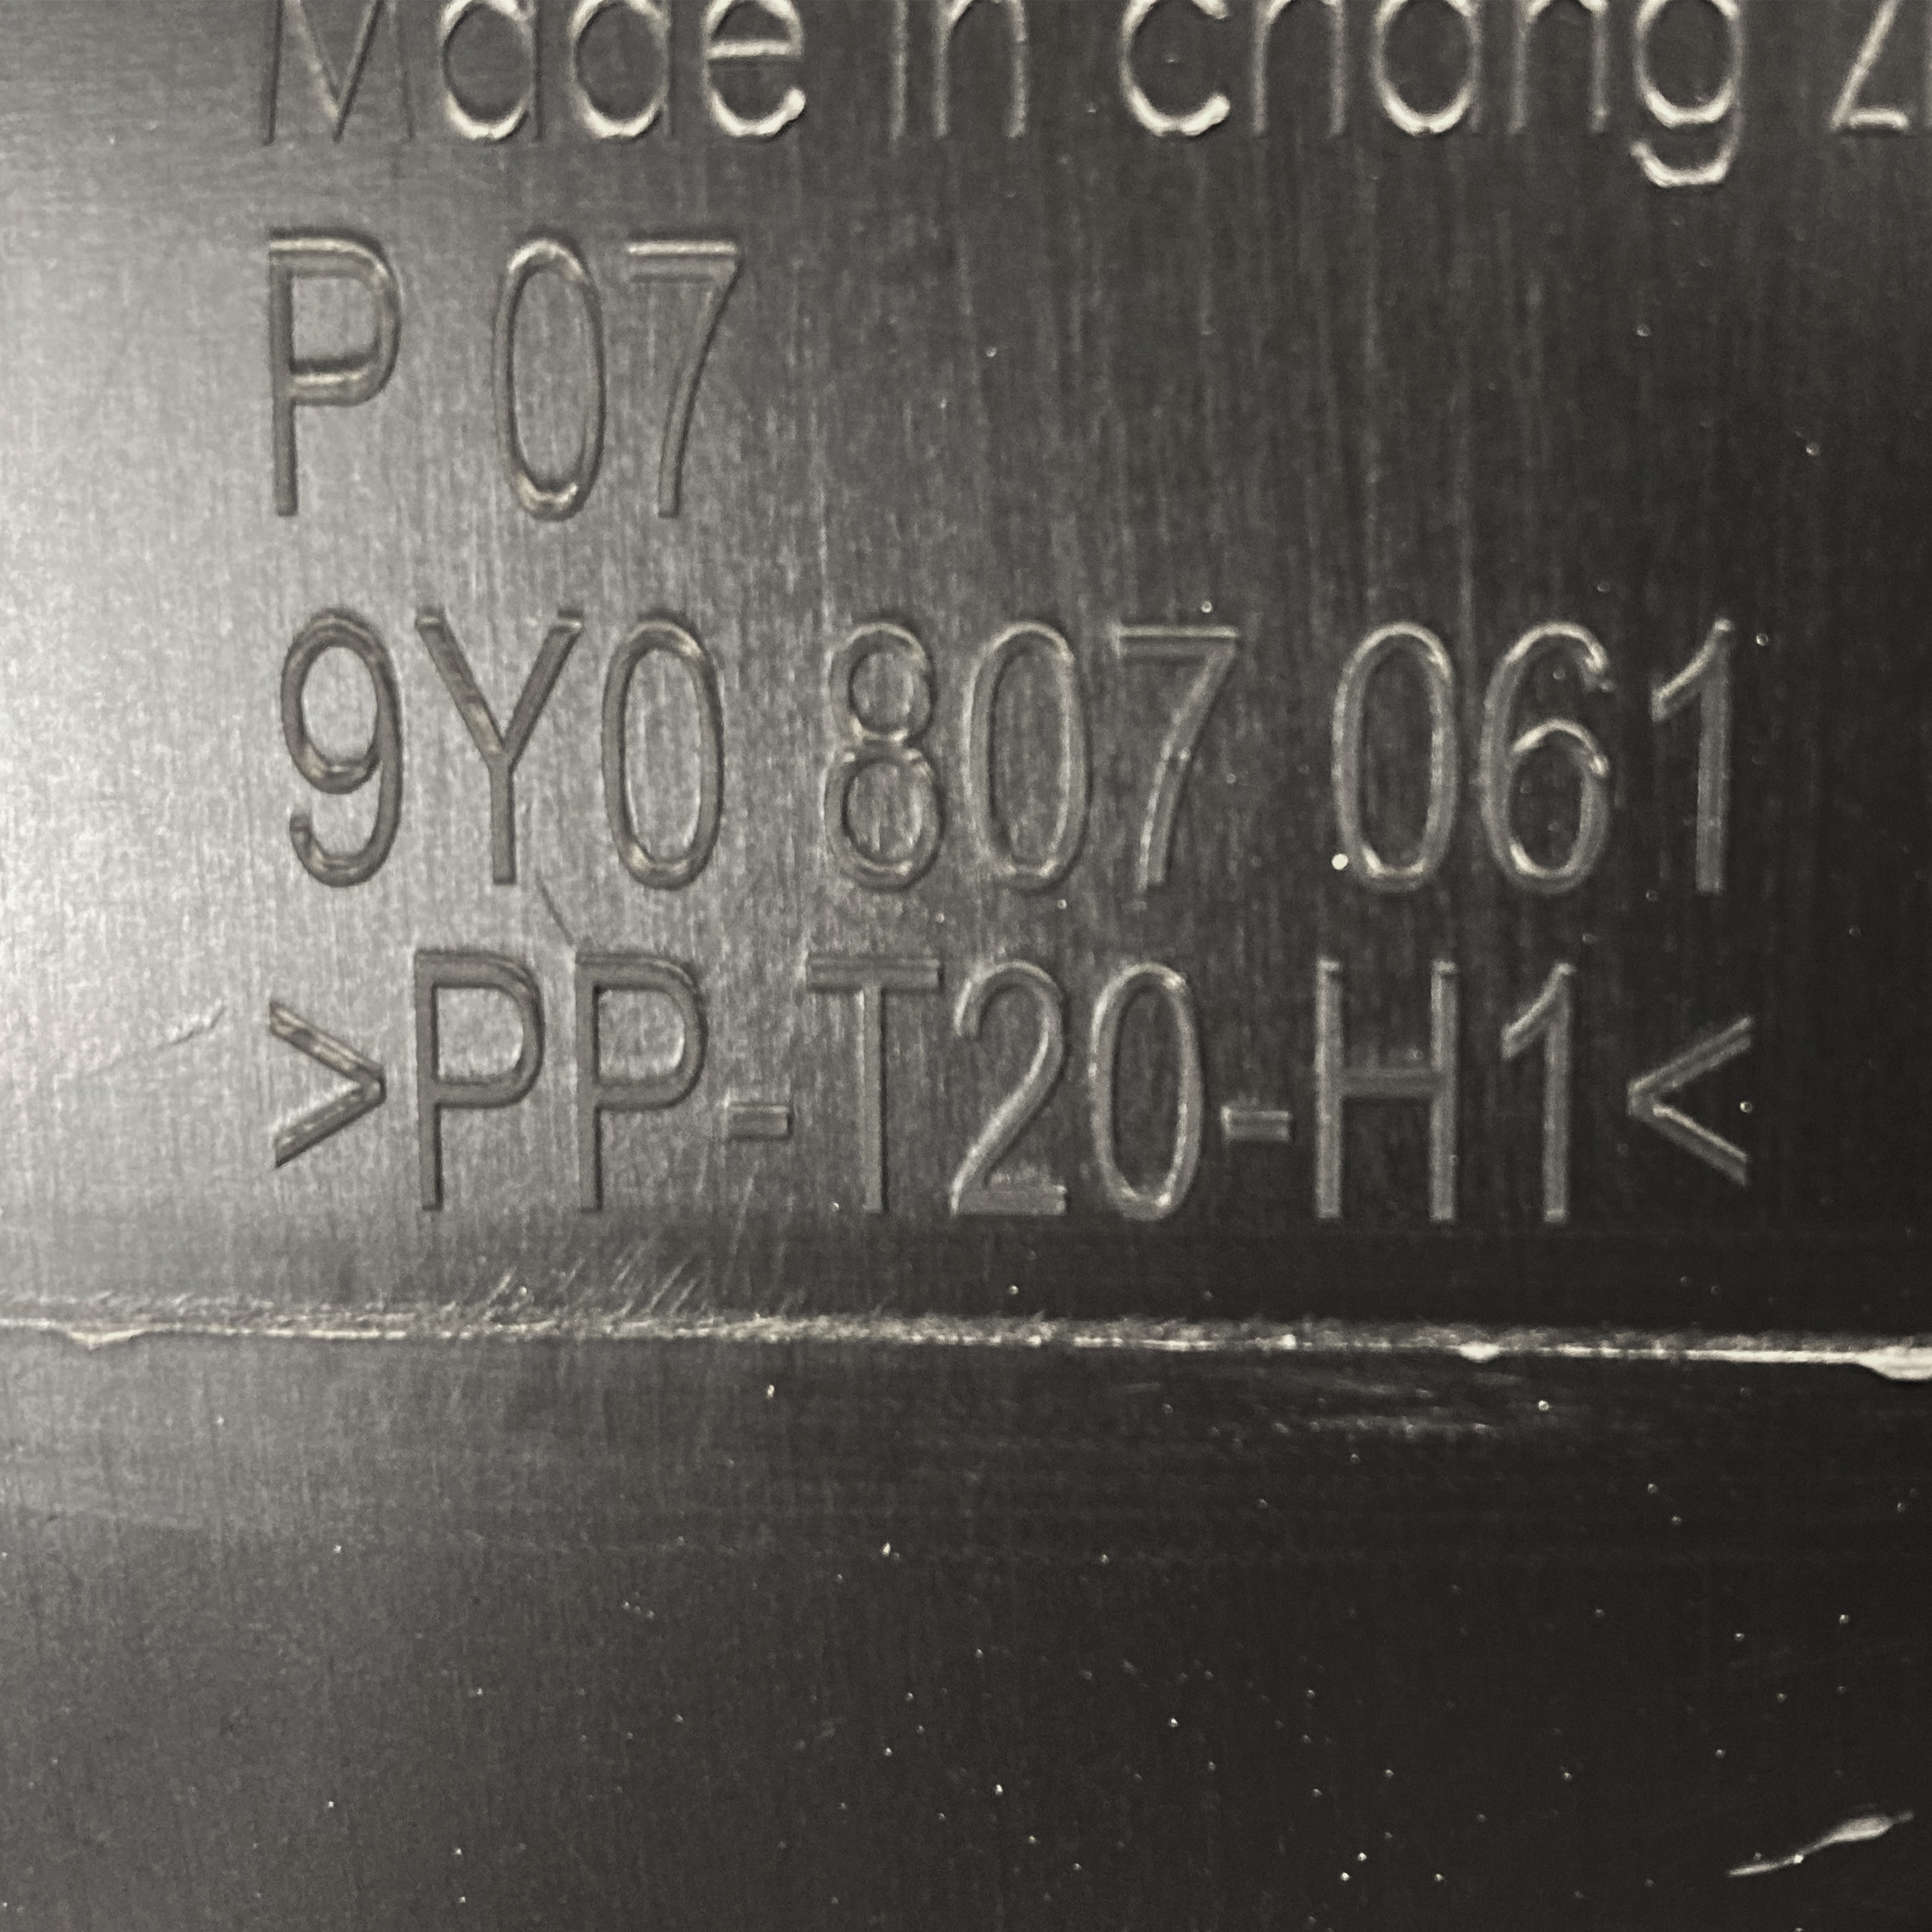 Made in chang
P 07
9Y0 807 061
>PP-T20-H1<